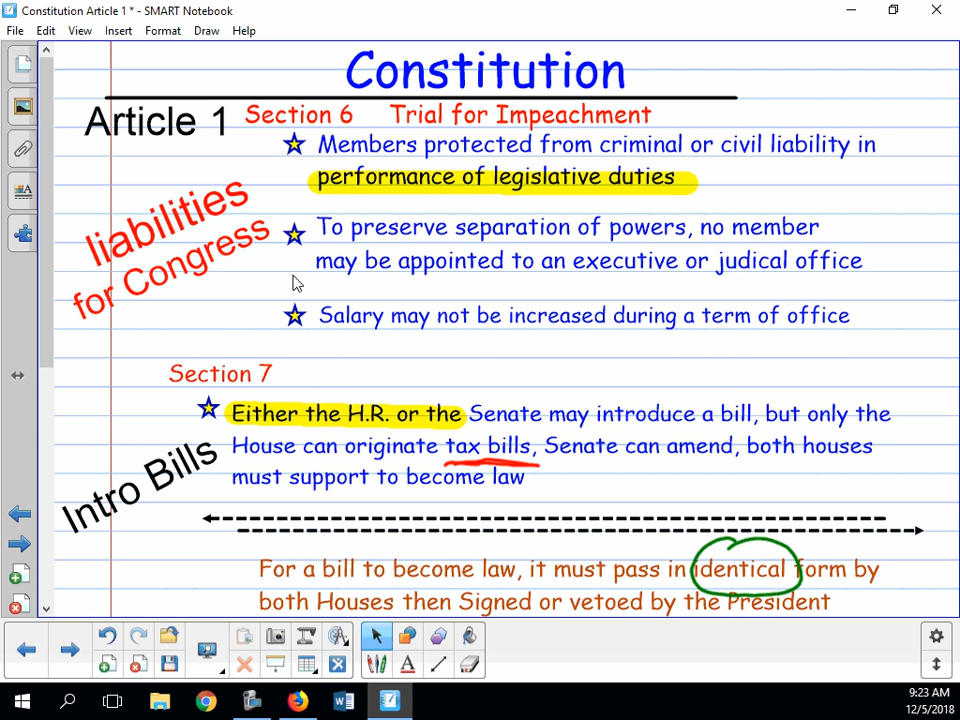 Constitution Article 1 * - SMART Notebook
File Edit View Insert Format Draw Help
Constitution
Article 1
Section 6 Trial for Impeachment
Members protected from criminal or civil liability in
performance of legislative duties
liabilities
for Congress
To preserve separation of powers, no member
may be appointed to an executive or judical office
Salary may not be increased during a term of office
Section 7
Intro Bills
Either the H.R. or the Senate may introduce a bill, but only the
House can originate tax bills, Senate can amend, both houses
must support to become law
For a bill to become law, it must pass in identical form by
both Houses then Signed or vetoed by the President
9:23 AM
12/5/2018